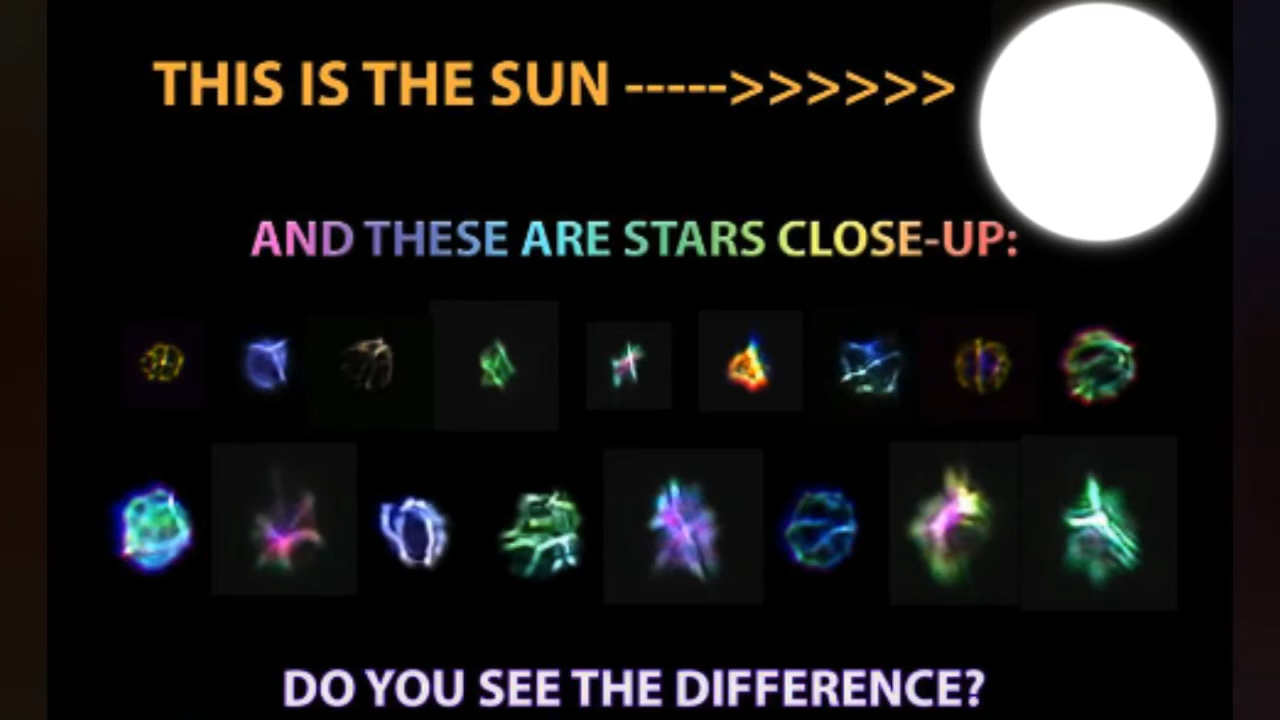 THIS IS THE SUN ----->>>>>>
AND THESE ARE STARS CLOSE-UP:
DO YOU SEE THE DIFFERENCE?